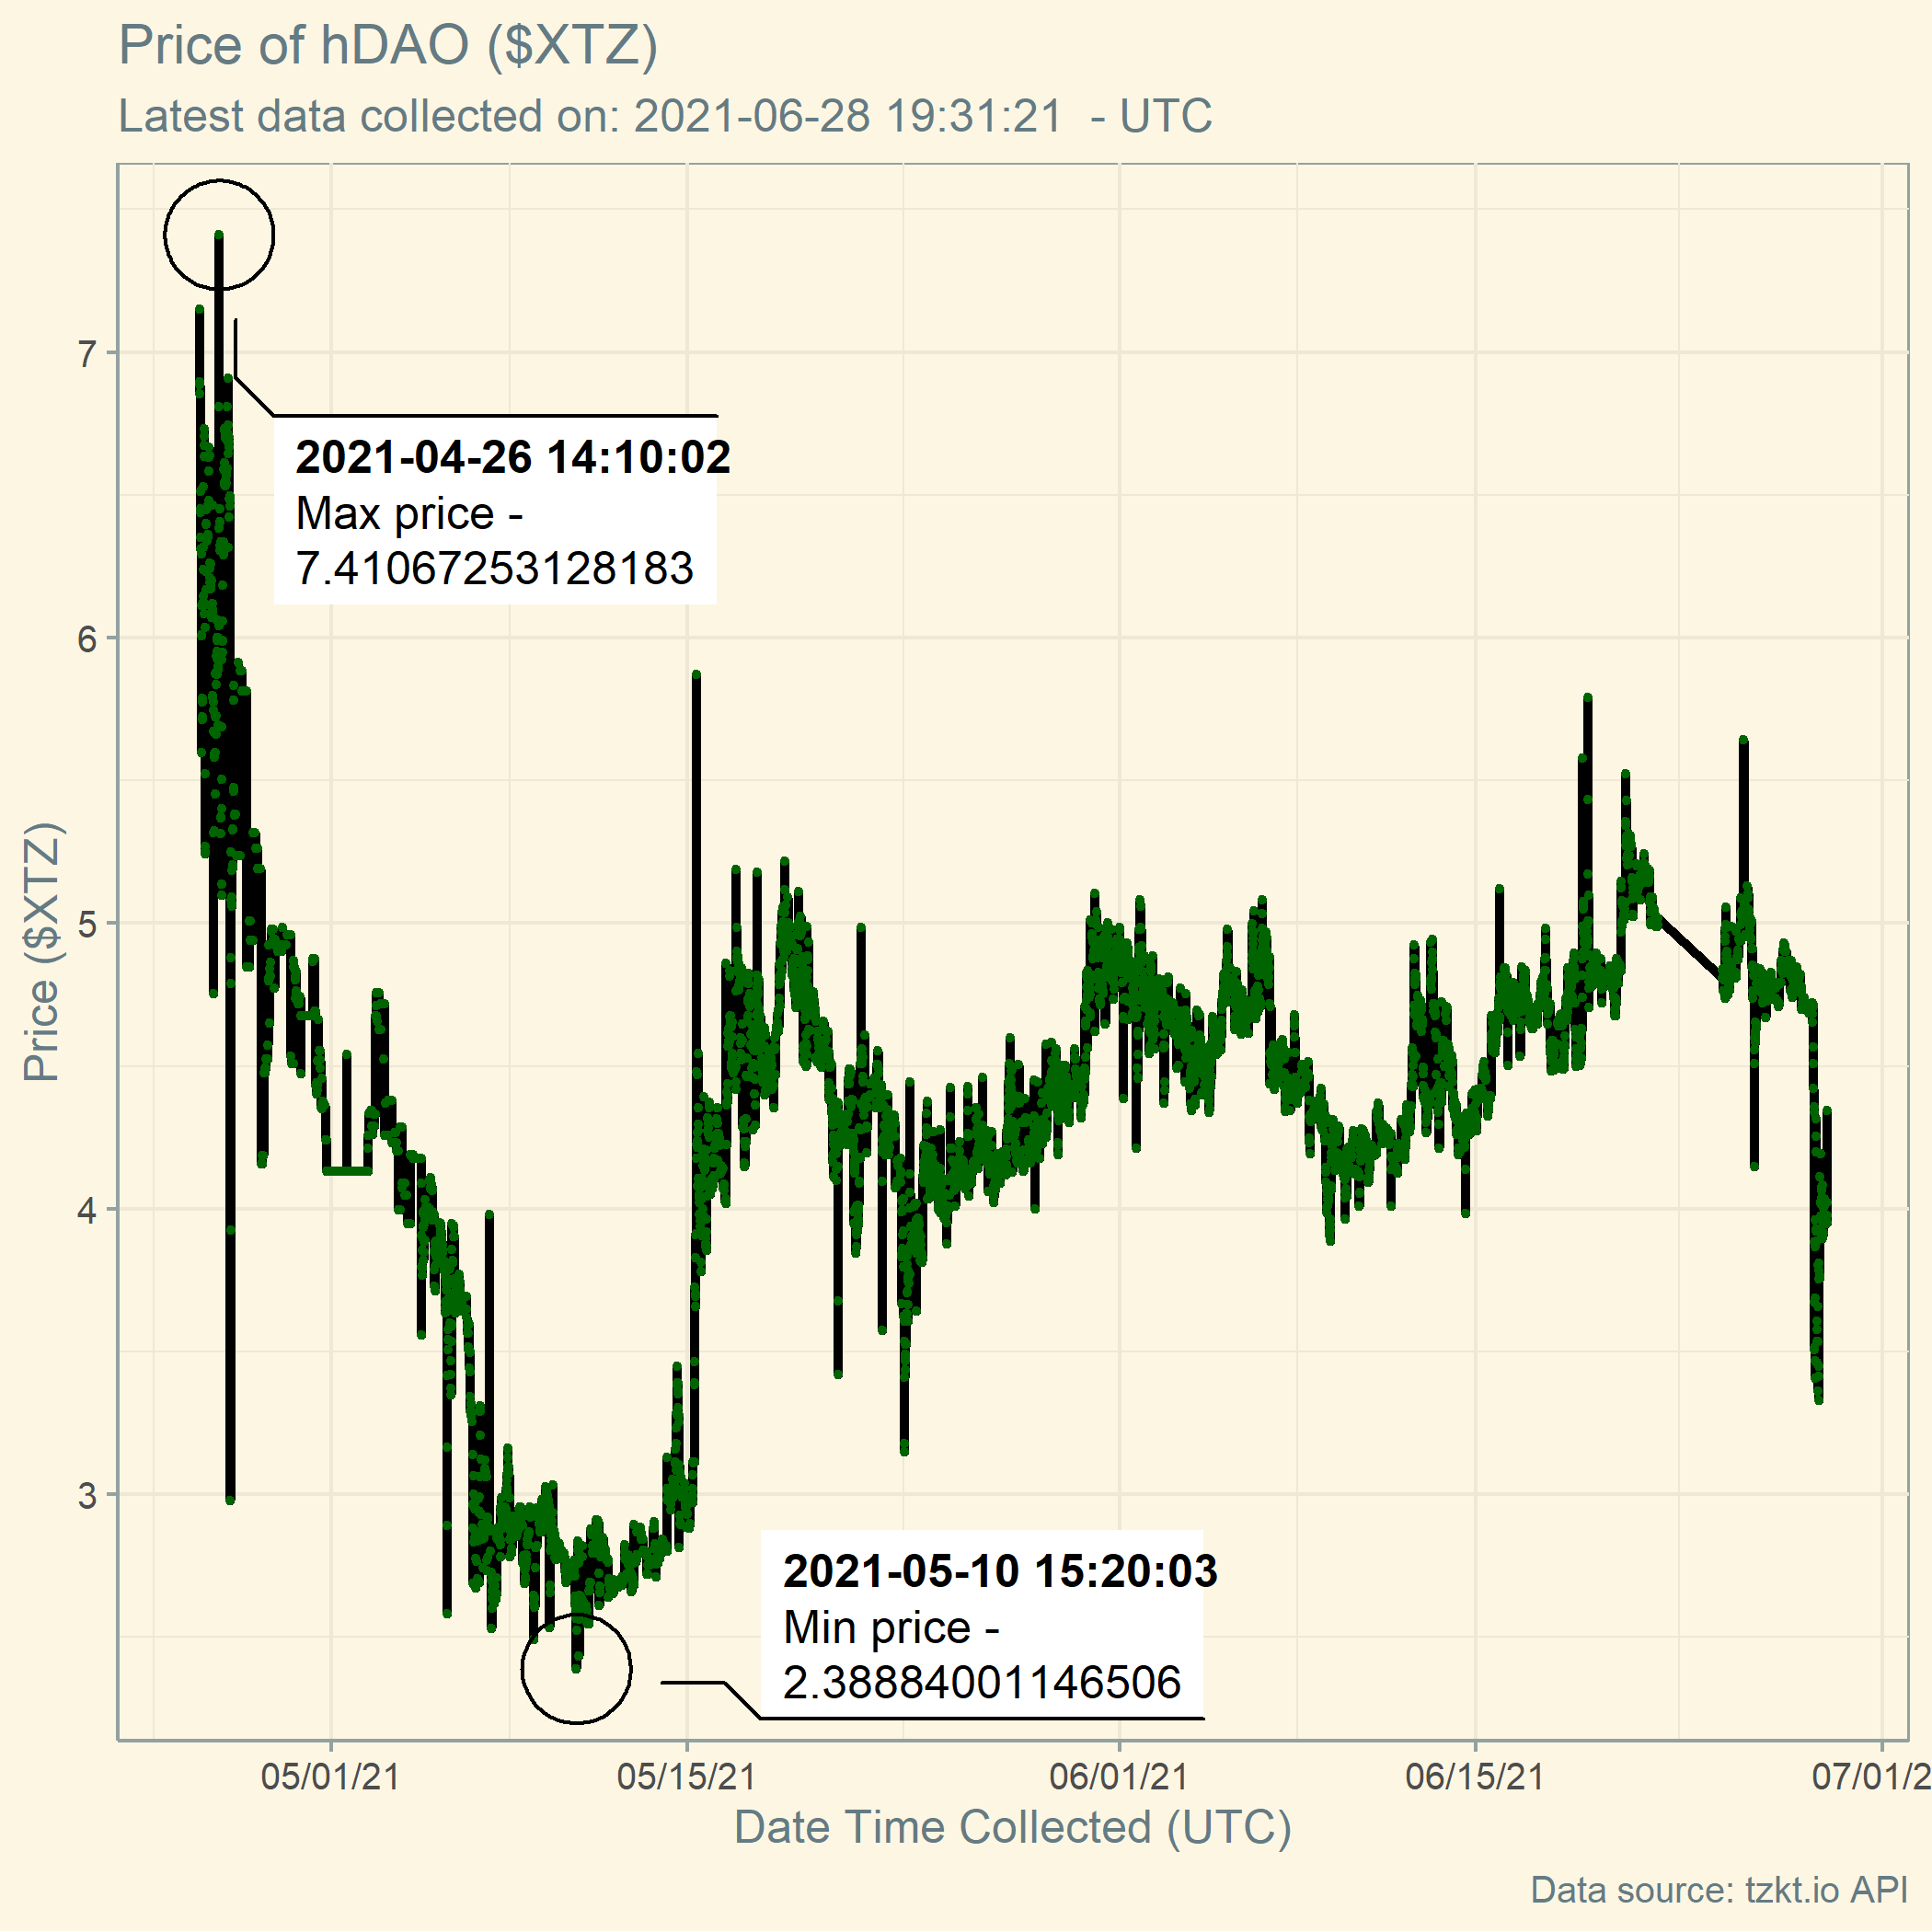 Price of hDAO ($XTZ)
Latest data collected on: 2021-06-28 19:31:21  - UTC
2021-04-26 14:10:02
Max price -
7.41067253128183
7
6
5
4
3
Price ($XTZ)
2021-05-10 15:20:03
Min price -
2.38884001146506
05/01/21
05/15/21
06/01/21
06/15/21
07/01/2
Date Time Collected (UTC)
Data source: tzkt.io API